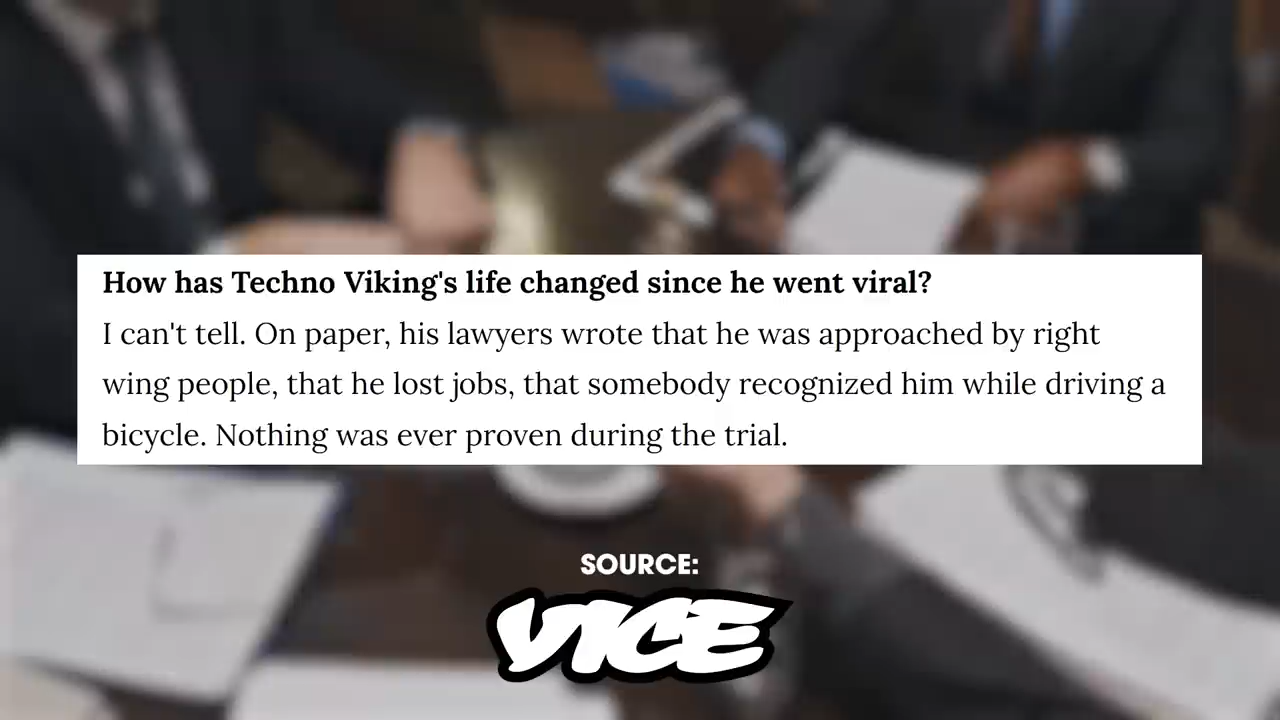 How has Techno Viking's life changed since he went viral?
I can't tell. On paper, his lawyers wrote that he was approached by right
wing people, that he lost jobs, that somebody recognized him while driving a
bicycle. Nothing was ever proven during the trial.
SOURCE:
VICE